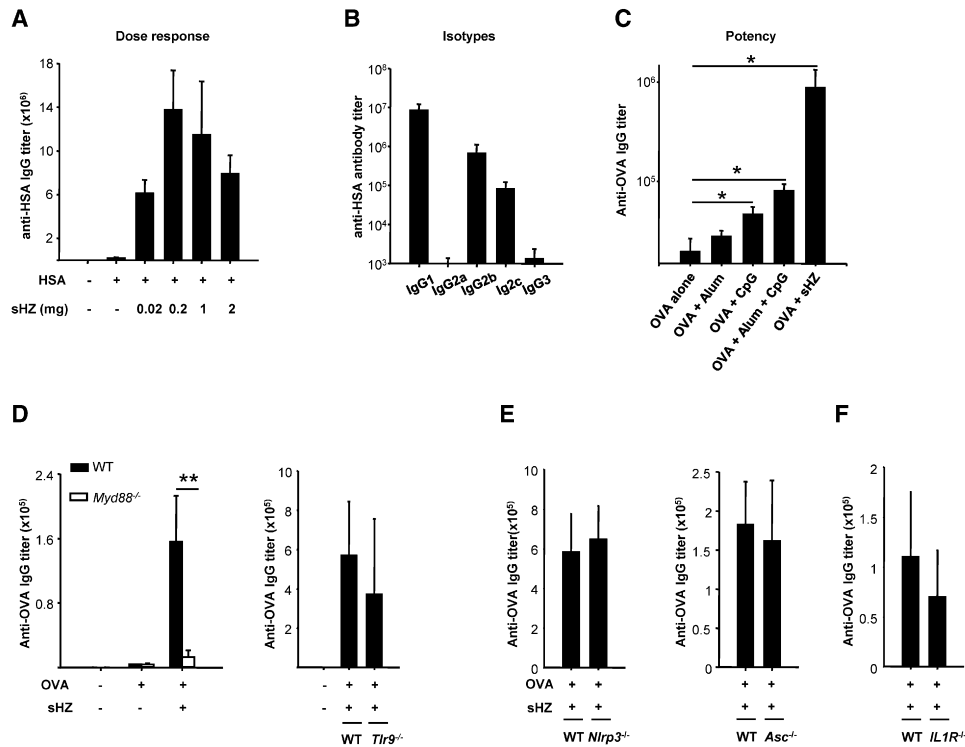 A
Dose response
anti-HSA IgG titer (x10⁶)
18
14
10
6
2
HSA - + + + + +
sHZ (mg) - - 0.02 0.2 1 2
B
Isotypes
anti-HSA antibody titer
10⁸
10⁷
10⁶
10⁵
10⁴
10³
IgG1 IgG2a IgG2b Ig2c IgG3
C
Potency
Anti-OVA IgG titer
10⁶
10⁵
*
*
*
OVA alone
OVA + Alum
OVA + CpG
OVA + Alum + CpG
OVA + sHZ
D
WT
Myd88⁻/⁻
**
Anti-OVA IgG titer (x10⁵)
2.4
1.6
0.8
OVA - + +
sHZ - - +
Anti-OVA IgG titer (x10⁵)
10
8
6
4
2
- + +
- + +
WT Tlr9⁻/⁻
E
Anti-OVA IgG titer(x10⁵)
10
8
6
4
2
0
OVA + +
sHZ + +
WT Nlrp3⁻/⁻
Anti-OVA IgG titer (x10⁵)
2.5
2
1.5
1
0.5
0
+ +
+ +
WT Asc⁻/⁻
F
Anti-OVA IgG titer (x10⁵)
2
1.5
1
0.5
0
+ +
+ +
WT IL1R⁻/⁻